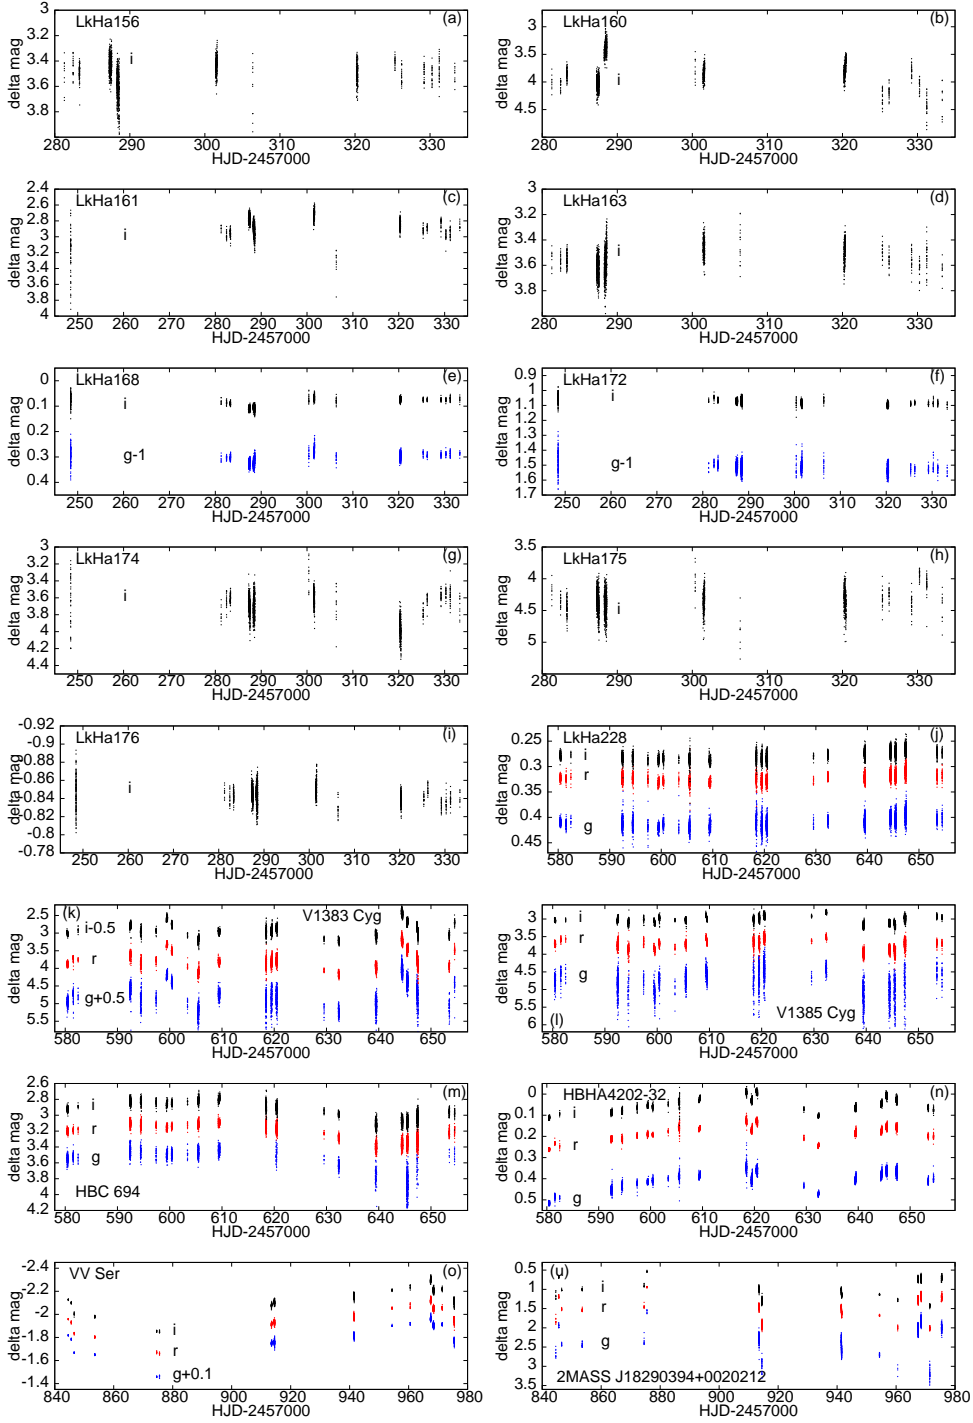 LkHa156 (a)
3
3.4
3.6
3.8
delta mag
280 290 300 310 320 330
HJD-2457000
LkHa160 (b)
3
3.5
4
4.5
delta mag
280 290 300 310 320 330
HJD-2457000
LkHa161 (c)
2.4
2.6
2.8
3
3.2
3.4
3.6
3.8
4
delta mag
250 260 270 280 290 300 310 320 330
HJD-2457000
LkHa163 (d)
3
3.2
3.4
3.6
3.8
delta mag
280 290 300 310 320 330
HJD-2457000
LkHa168 (e)
0
0.1
0.2
0.3
0.4
delta mag
g-1
250 260 270 280 290 300 310 320 330
HJD-2457000
LkHa172 (f)
0.9
1
1.1
1.2
1.3
1.4
1.5
1.6
1.7
delta mag
g-1
250 260 270 280 290 300 310 320 330
HJD-2457000
LkHa174 (g)
3
3.2
3.4
3.6
3.8
4
4.2
4.4
delta mag
250 260 270 280 290 300 310 320 330
HJD-2457000
LkHa175 (h)
3.5
4
4.5
5
delta mag
280 290 300 310 320 330
HJD-2457000
LkHa176 (i)
-0.92
-0.9
-0.88
-0.86
-0.84
-0.82
-0.8
-0.78
delta mag
250 260 270 280 290 300 310 320 330
HJD-2457000
LkHa228 (j)
0.25
0.3
0.35
0.4
0.45
delta mag
i
r
g
580 590 600 610 620 630 640 650
HJD-2457000
(k) V1383 Cyg
2.5
3
3.5
4
4.5
5
5.5
delta mag
i-0.5
r
g+0.5
580 590 600 610 620 630 640 650
HJD-2457000
3
3.5
4
4.5
5
5.5
6
delta mag
i
r
g
(l) V1385 Cyg
580 590 600 610 620 630 640 650
HJD-2457000
(m)
2.6
2.8
3
3.2
3.4
3.6
3.8
4
4.2
delta mag
i
r
g
HBC 694
580 590 600 610 620 630 640 650
HJD-2457000
HBHA4202-32 (n)
0
0.1
0.2
0.3
0.4
0.5
delta mag
i
r
g
580 590 600 610 620 630 640 650
HJD-2457000
VV Ser (o)
-2.4
-2.2
-2
-1.8
-1.6
-1.4
delta mag
i
r
g+0.1
840 860 880 900 920 940 960 980
HJD-2457000
(u)
0.5
1
1.5
2
2.5
3
3.5
delta mag
i
r
g
2MASS J18290394+0020212
840 860 880 900 920 940 960 980
HJD-2457000